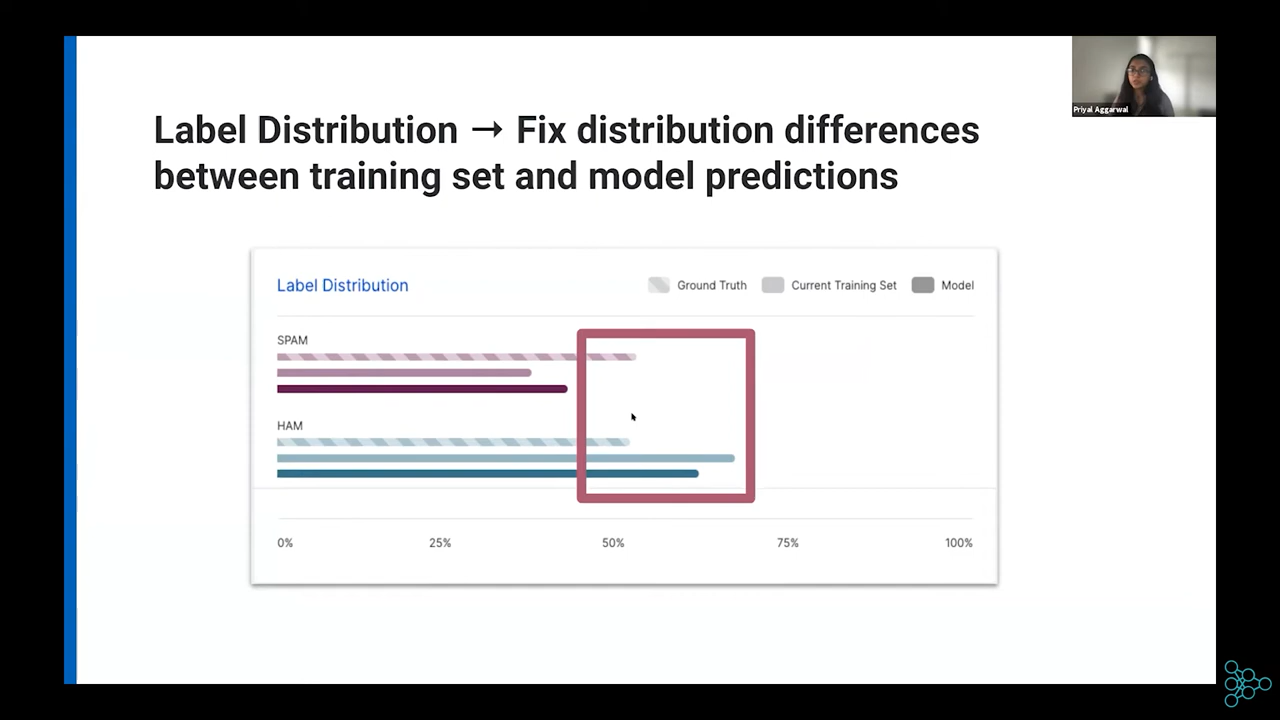 Priyal Aggarwal
Label Distribution → Fix distribution differences
between training set and model predictions
Label Distribution
Ground Truth
Current Training Set
Model
SPAM
HAM
0% 25% 50% 75% 100%